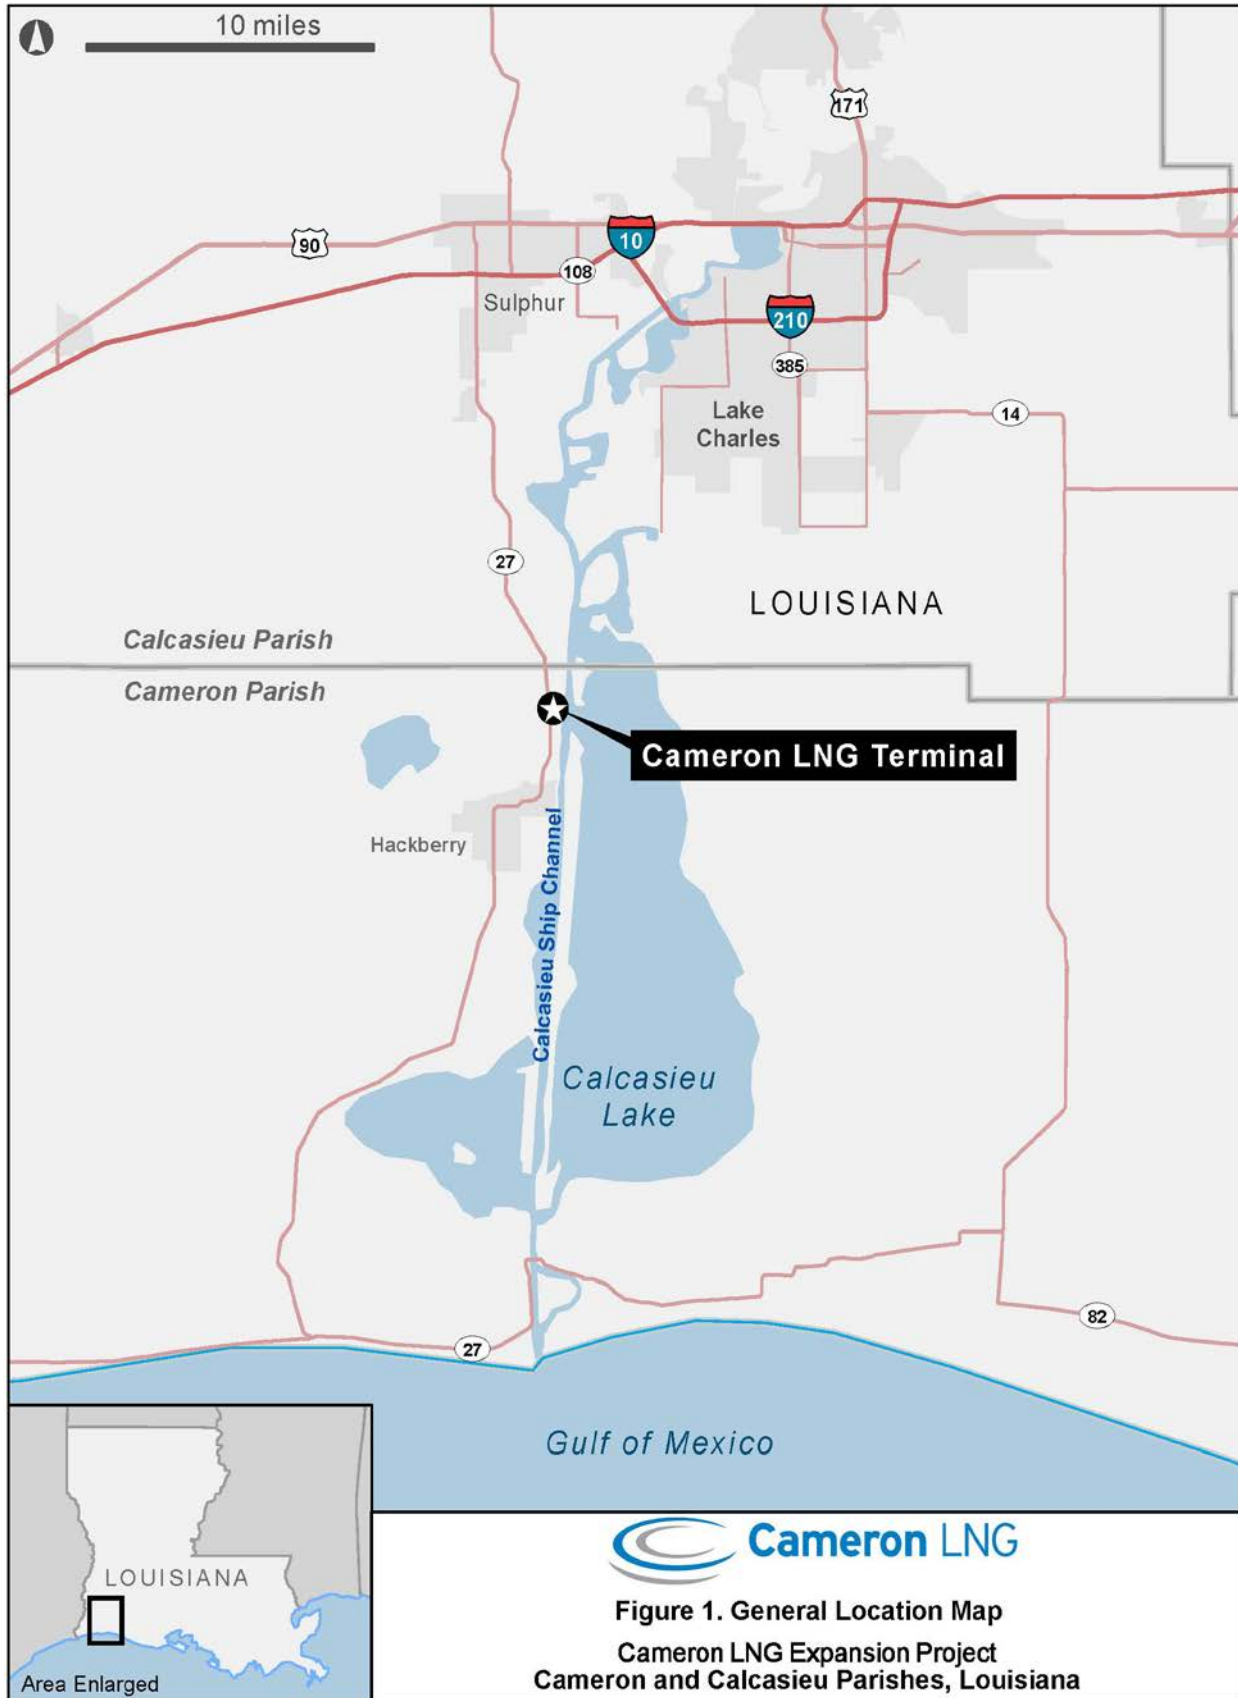 10 miles
171
90
10
108
Sulphur
210
385
Lake
Charles
14
27
LOUISIANA
Calcasieu Parish
Cameron Parish
Cameron LNG Terminal
Hackberry
Calcasieu Ship Channel
Calcasieu
Lake
82
27
Gulf of Mexico
LOUISIANA
Area Enlarged
Cameron LNG
Figure 1. General Location Map
Cameron LNG Expansion Project
Cameron and Calcasieu Parishes, Louisiana